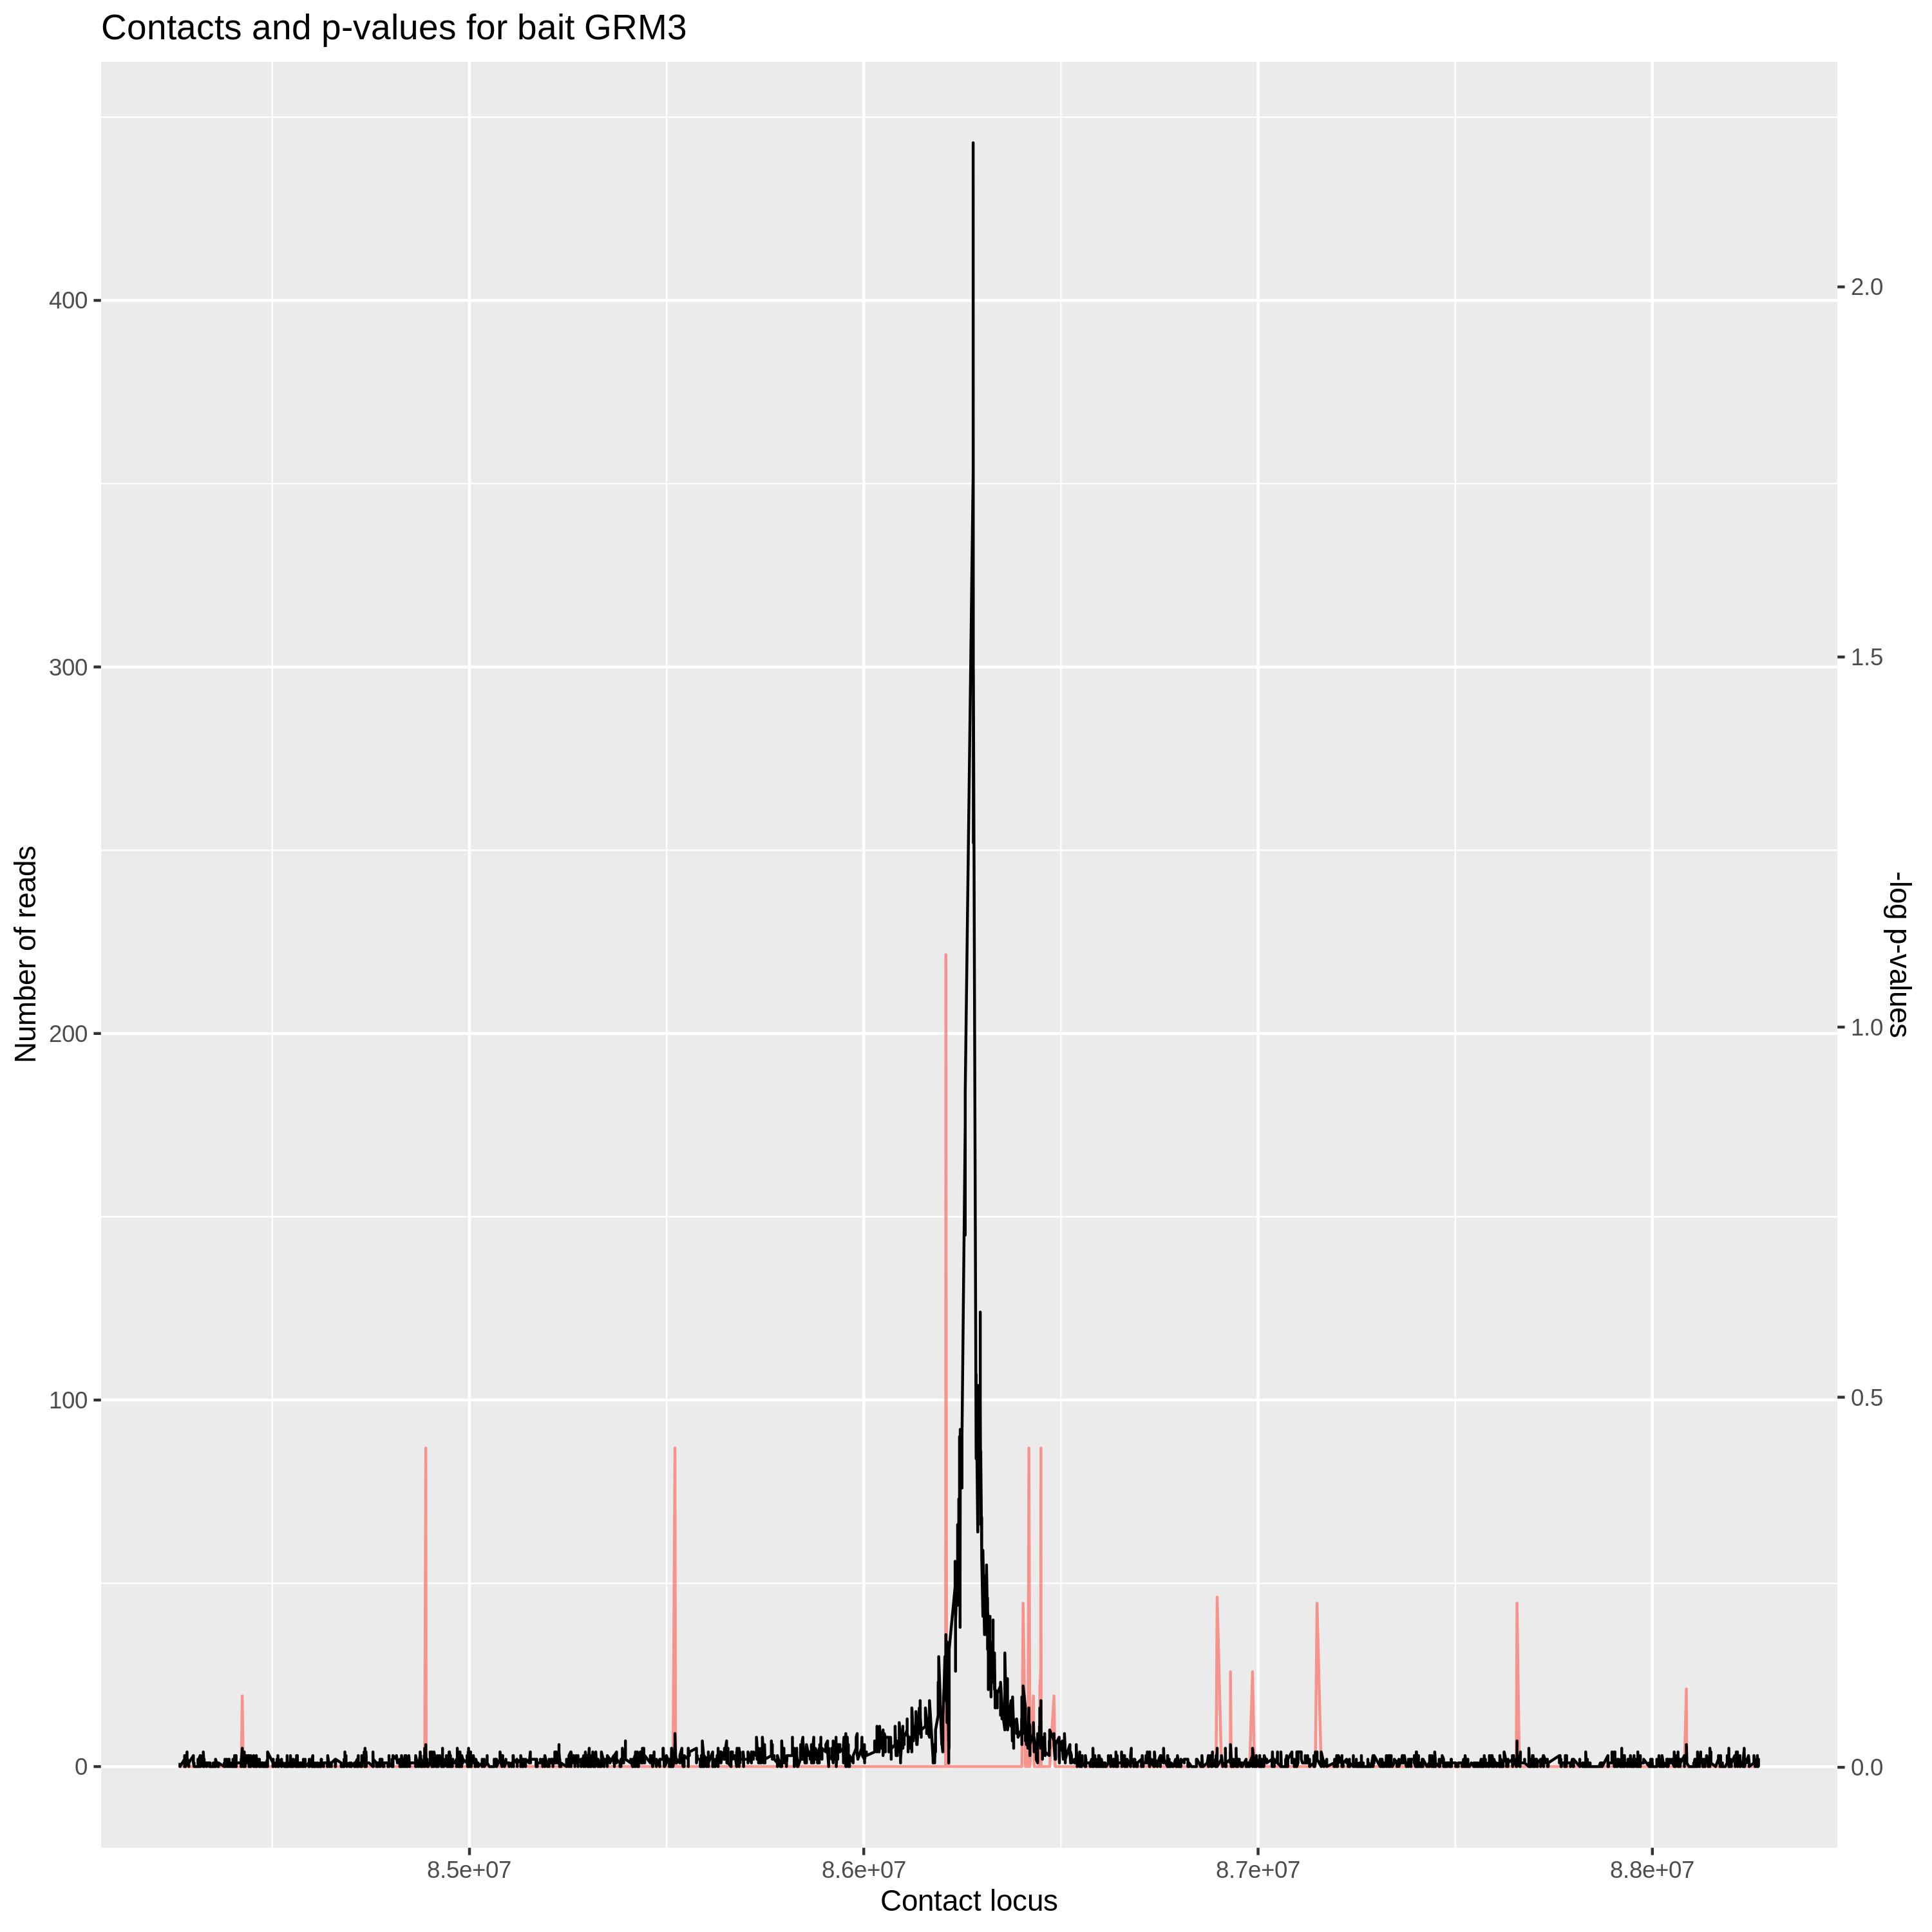 Contacts and p-values for bait GRM3
Number of reads
400
300
200
100
0
2.0
1.5
1.0
0.5
0.0
-log p-values
8.5e+07
8.6e+07
8.7e+07
8.8e+07
Contact locus